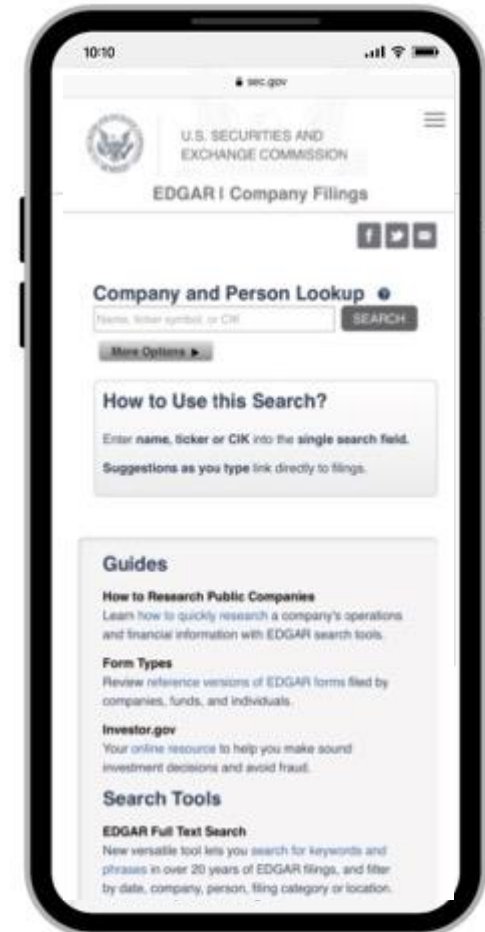 10:10
sec.gov
U.S. SECURITIES AND
EXCHANGE COMMISSION
EDGAR | Company Filings
Company and Person Lookup
Name, ticker symbol, or CIK
SEARCH
More Options
How to Use this Search?
Enter name, ticker or CIK into the single search field.
Suggestions as you type link directly to filings.
Guides
How to Research Public Companies
Learn how to quickly research a company's operations
and financial information with EDGAR search tools.
Form Types
Review reference versions of EDGAR forms filed by
companies, funds, and individuals.
Investor.gov
Your online resource to help you make sound
investment decisions and avoid fraud.
Search Tools
EDGAR Full Text Search
New versatile tool lets you search for keywords and
phrases in over 20 years of EDGAR filings, and filter
by date, company, person, filing category or location.